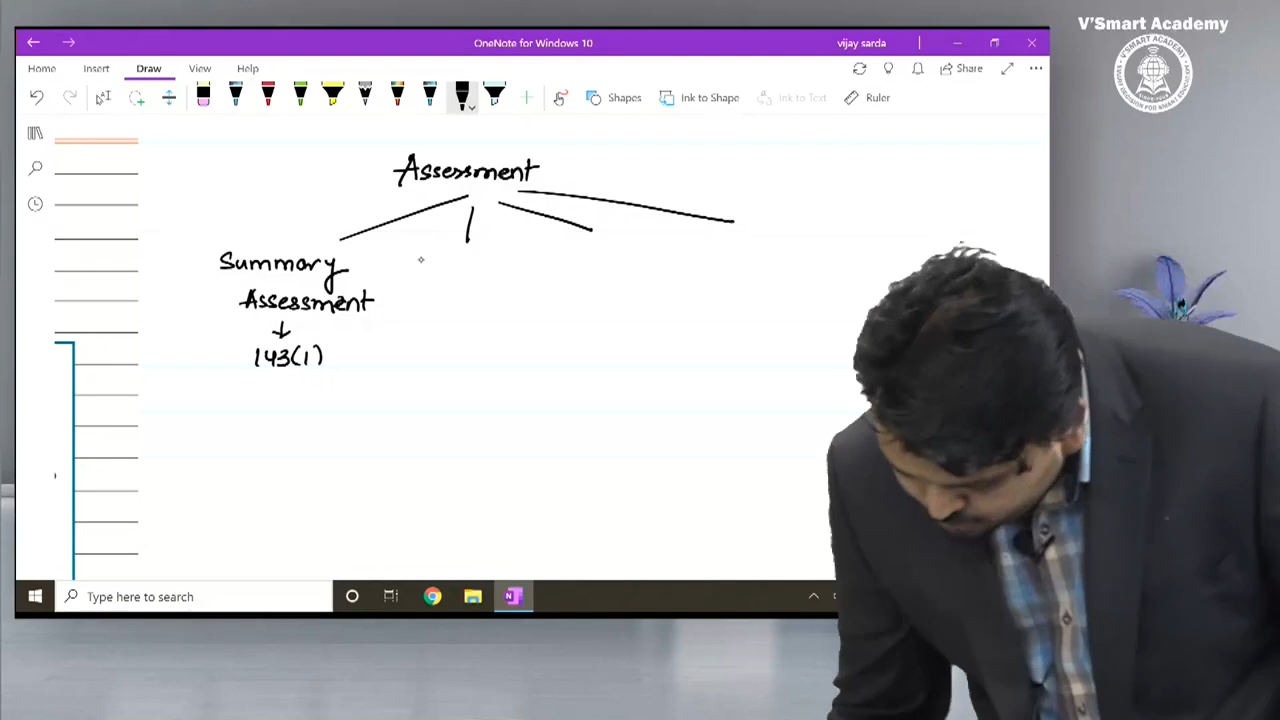 V'Smart Academy
OneNote for Windows 10
vijay sarda
Home Insert Draw View Help
Share
Shapes Ink to Shape Ink to Text Ruler
Assessment
Summary
Assessment
143(1)
Type here to search